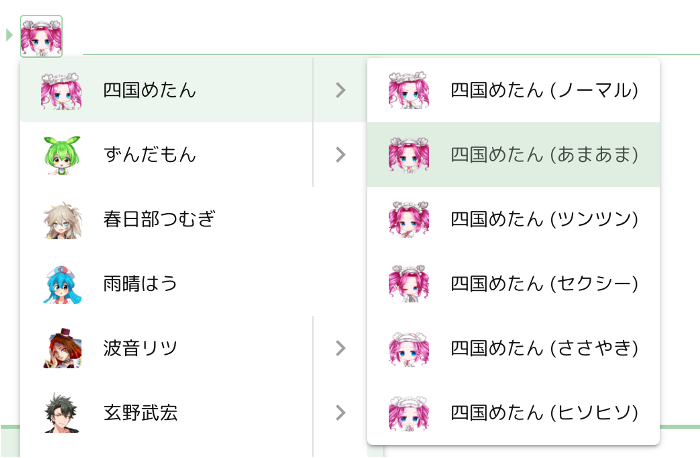 四国めたん
ずんだもん
春日部つむぎ
雨晴はう
波音リツ
玄野武宏
四国めたん (ノーマル)
四国めたん (あまあま)
四国めたん (ツンツン)
四国めたん (セクシー)
四国めたん (ささやき)
四国めたん (ヒソヒソ)